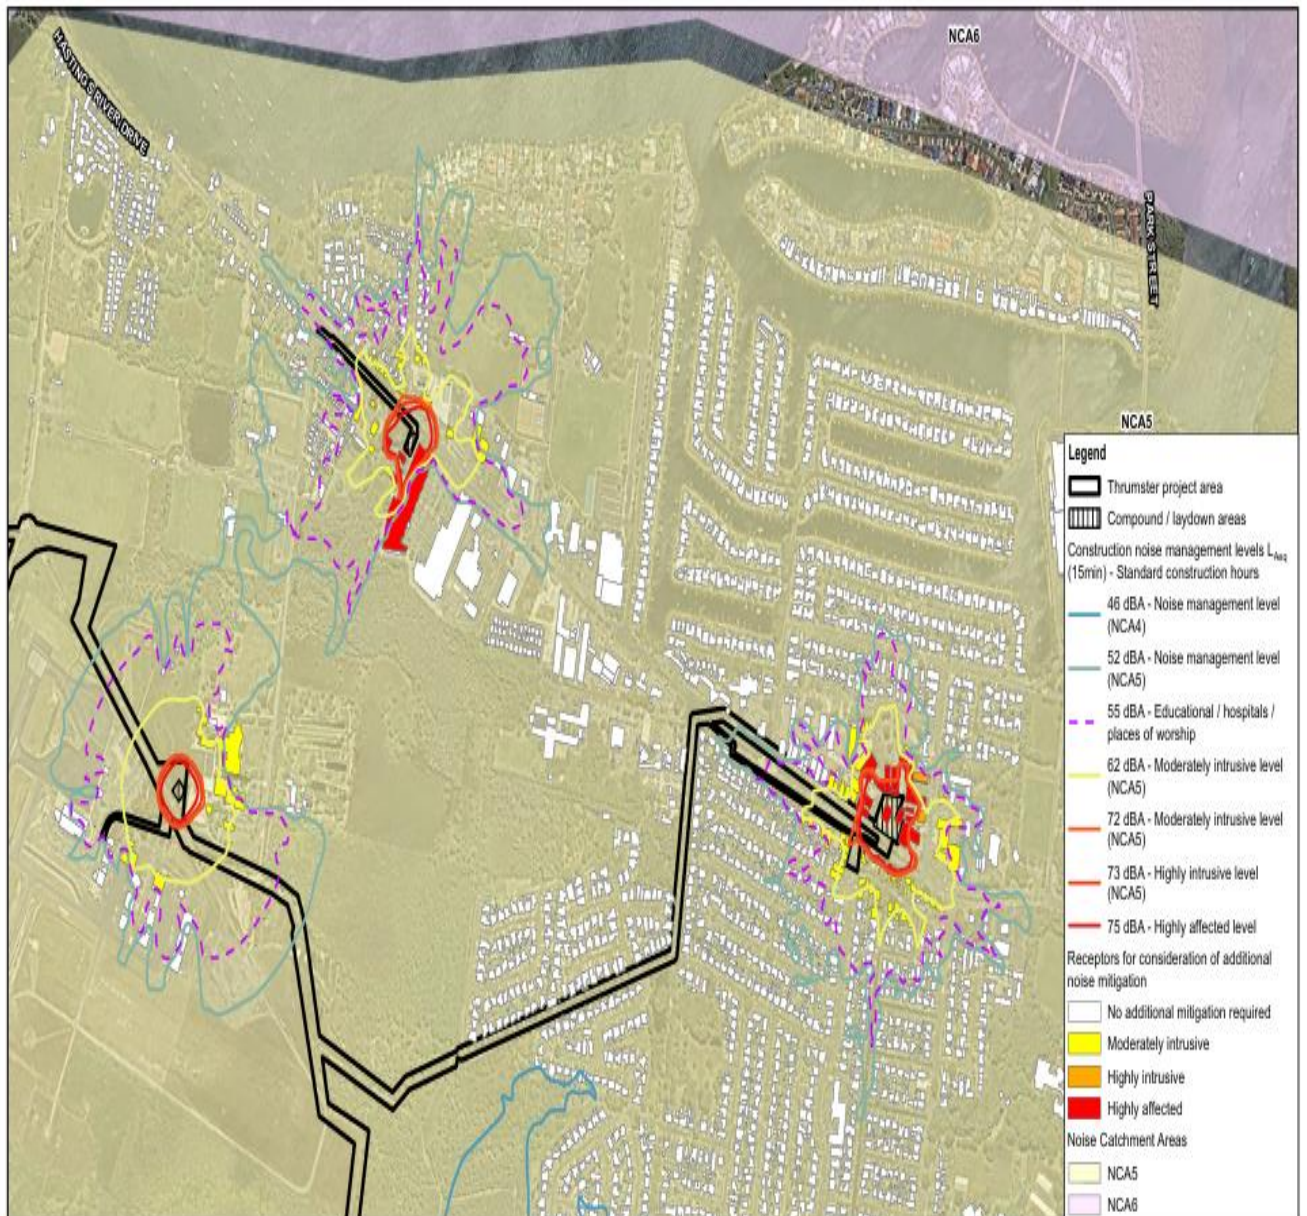 NCA6
HASTINGS RIVER DRIVE
PARK STREET
NCA5
Legend
Thrumster project area
Compound / laydown areas
Construction noise management levels LAeq
(15min) - Standard construction hours
46 dBA - Noise management level
(NCA4)
52 dBA - Noise management level
(NCA5)
55 dBA - Educational / hospitals /
places of worship
62 dBA - Moderately intrusive level
(NCA5)
72 dBA - Moderately intrusive level
(NCA5)
73 dBA - Highly intrusive level
(NCA5)
75 dBA - Highly affected level
Receptors for consideration of additional
noise mitigation
No additional mitigation required
Moderately intrusive
Highly intrusive
Highly affected
Noise Catchment Areas
NCA5
NCA6